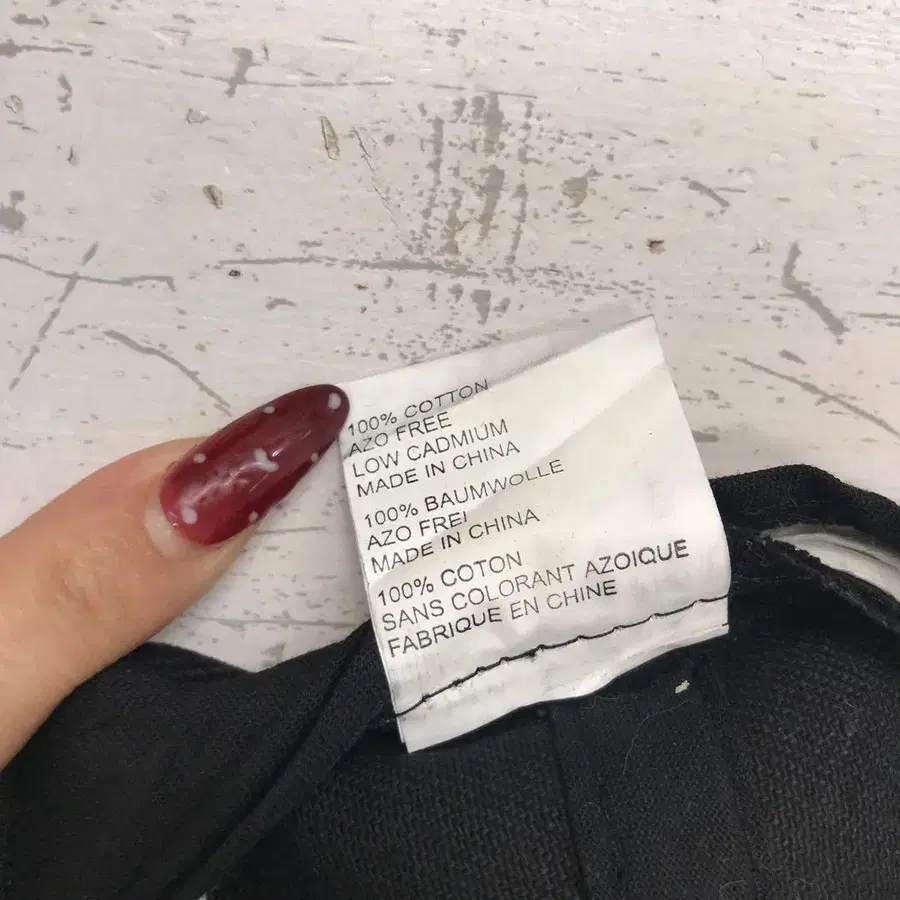 100% COTTON
AZO FREE
LOW CADMIUM
MADE IN CHINA
100% BAUMWOLLE
AZO FREI
MADE IN CHINA
100% COTON
SANS COLORANT AZOIQUE
FABRIQUE EN CHINE